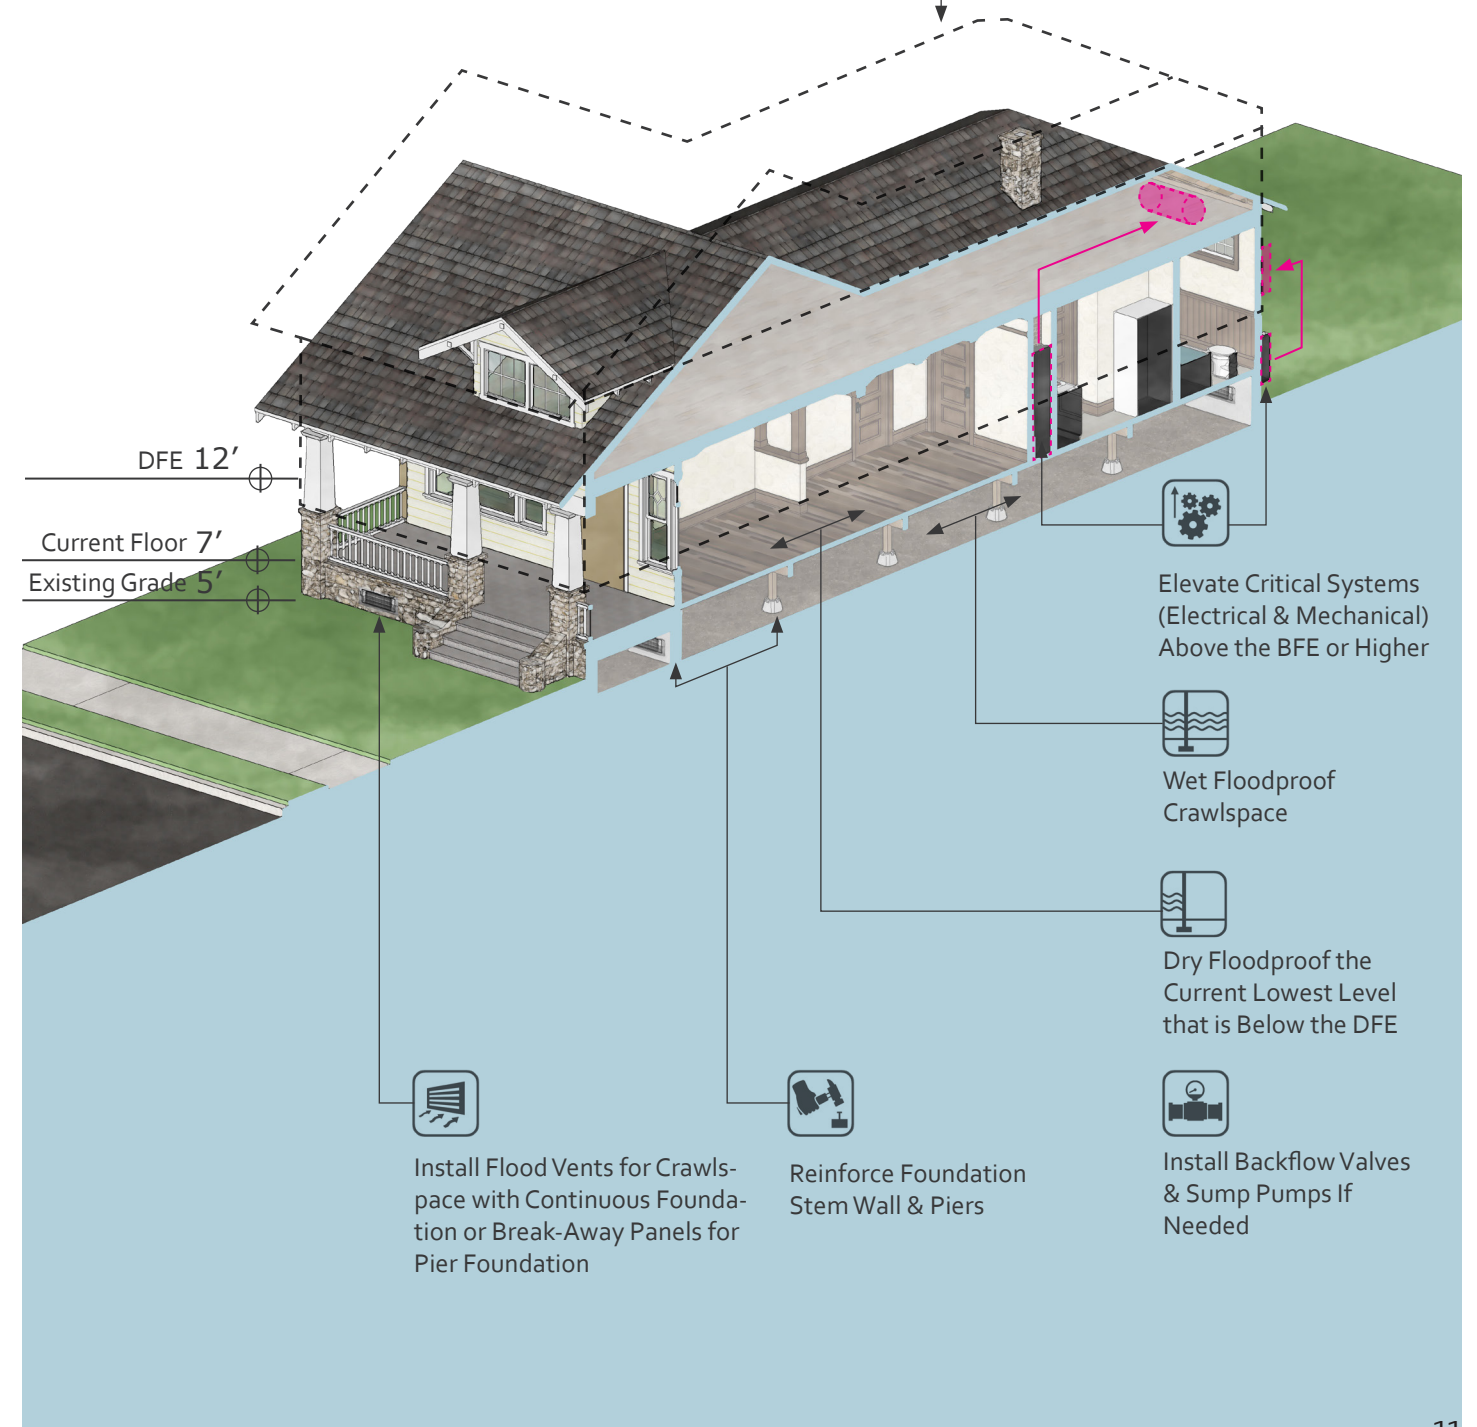 DFE 12′
Current Floor 7′
Existing Grade 5′
Elevate Critical Systems
(Electrical & Mechanical)
Above the BFE or Higher
Wet Floodproof
Crawlspace
Dry Floodproof the
Current Lowest Level
that is Below the DFE
Install Flood Vents for Crawls-
pace with Continuous Founda-
tion or Break-Away Panels for
Pier Foundation
Reinforce Foundation
Stem Wall & Piers
Install Backflow Valves
& Sump Pumps If
Needed
11